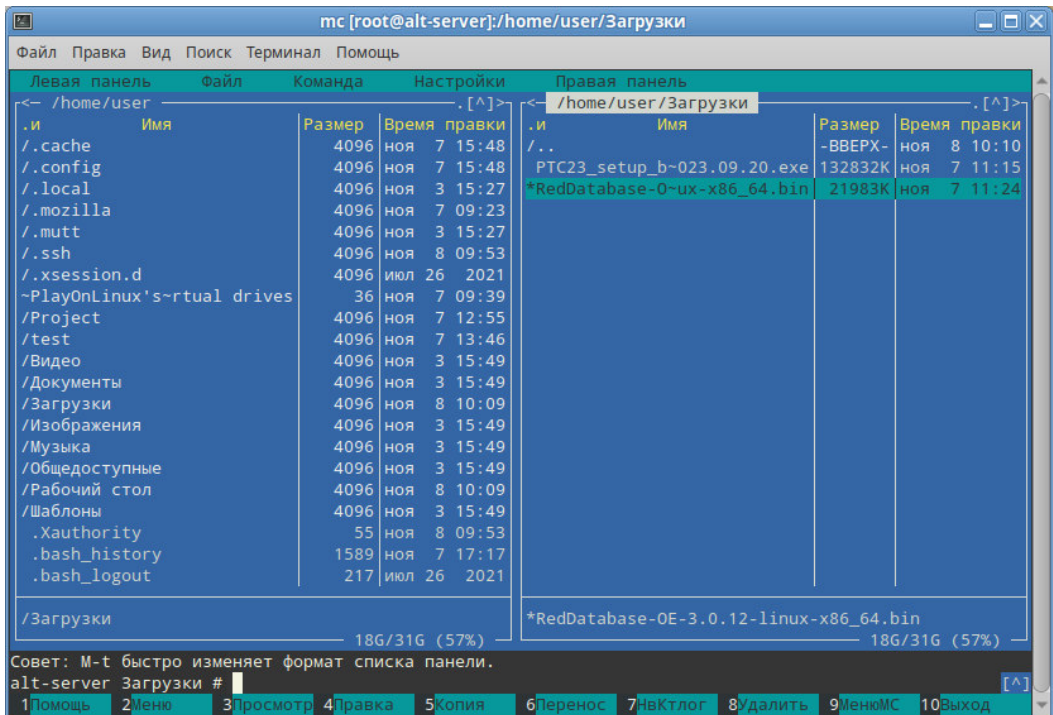 mc [root@alt-server]:/home/user/Загрузки
Файл Правка Вид Поиск Терминал Помощь
Левая панель Файл Команда Настройки Правая панель
<— /home/user .[^]> <— /home/user/Загрузки .[^]>
.и Имя Размер Время правки .и Имя Размер Время правки
/.cache 4096 ноя 7 15:48 /.. -ВВЕРХ- ноя 8 10:10
/.config 4096 ноя 7 15:48 PTC23_setup_b~023.09.20.exe 132832K ноя 7 11:15
/.local 4096 ноя 3 15:27 *RedDatabase-O~ux-x86_64.bin 21983K ноя 7 11:24
/.mozilla 4096 ноя 7 09:23
/.mutt 4096 ноя 3 15:27
/.ssh 4096 ноя 8 09:53
/.xsession.d 4096 июл 26 2021
~PlayOnLinux's~rtual drives 36 ноя 7 09:39
/Project 4096 ноя 7 12:55
/test 4096 ноя 7 13:46
/Видео 4096 ноя 3 15:49
/Документы 4096 ноя 3 15:49
/Загрузки 4096 ноя 8 10:09
/Изображения 4096 ноя 3 15:49
/Музыка 4096 ноя 3 15:49
/Общедоступные 4096 ноя 3 15:49
/Рабочий стол 4096 ноя 8 10:09
/Шаблоны 4096 ноя 3 15:49
.Xauthority 55 ноя 8 09:53
.bash_history 1589 ноя 7 17:17
.bash_logout 217 июл 26 2021
/Загрузки *RedDatabase-OE-3.0.12-linux-x86_64.bin
18G/31G (57%) 18G/31G (57%)
Совет: M-t быстро изменяет формат списка панели.
alt-server Загрузки # [^]
1Помощь 2Меню 3Просмотр 4Правка 5Копия 6Перенос 7НвКтлог 8Удалить 9МенюMC 10Выход